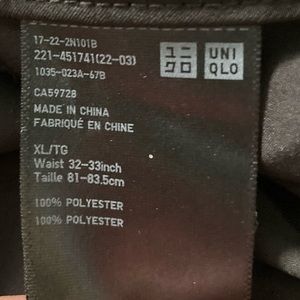 17-22-2N101B
221-451741(22-03)
1035-023A-67B
ユニ
クロ
UNI
QLO
CA59728
MADE IN CHINA
FABRIQUÉ EN CHINE
XL/TG
Waist 32-33inch
Taille 81-83.5cm
100% POLYESTER
100% POLYESTER